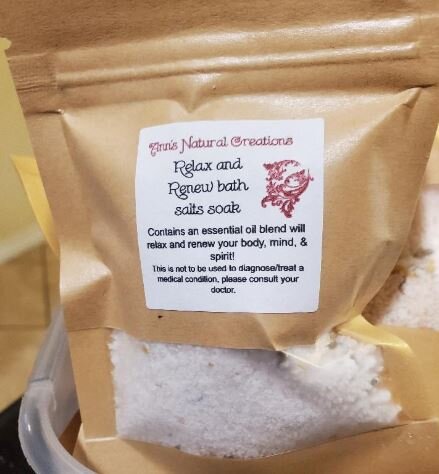 Ann's Natural Creations
Relax and
Renew bath
salts soak
Contains an essential oil blend will
relax and renew your body, mind, &
spirit!
This is not to be used to diagnose/treat a
medical condition, please consult your
doctor.